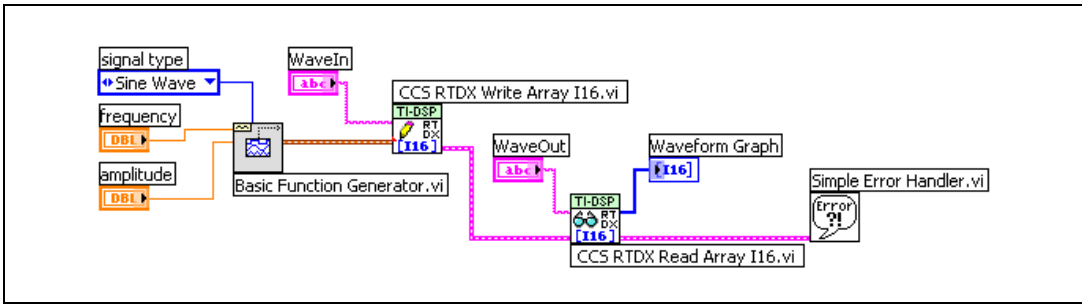 signal type
Sine Wave
frequency
DBL
amplitude
DBL
Basic Function Generator.vi
WaveIn
abc
CCS RTDX Write Array I16.vi
TI-DSP
RT
DX
[I16]
WaveOut
abc
TI-DSP
RT
DX
[I16]
CCS RTDX Read Array I16.vi
Waveform Graph
[I16]
Simple Error Handler.vi
Error
?!